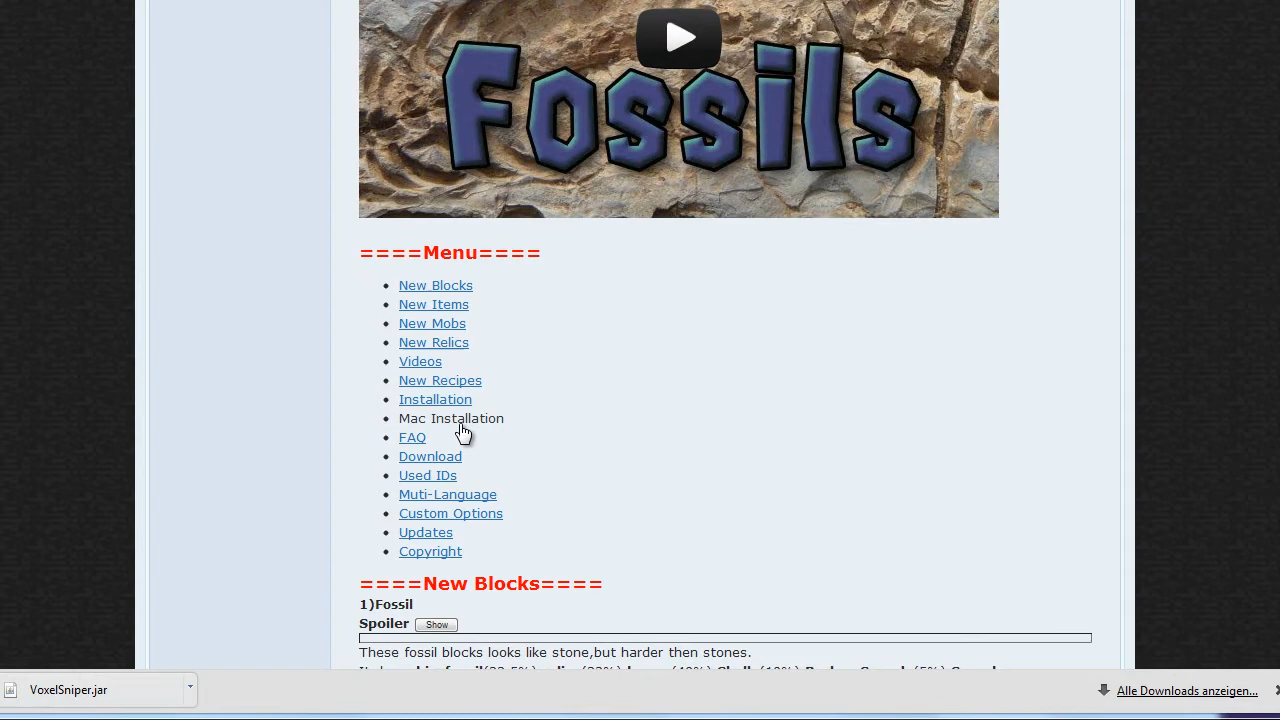 Fossils
====Menu====
New Blocks
New Items
New Mobs
New Relics
Videos
New Recipes
Installation
Mac Installation
FAQ
Download
Used IDs
Muti-Language
Custom Options
Updates
Copyright
====New Blocks====
1)Fossil
Spoiler Show
These fossil blocks looks like stone,but harder then stones.
VoxelSniper.jar
Alle Downloads anzeigen...